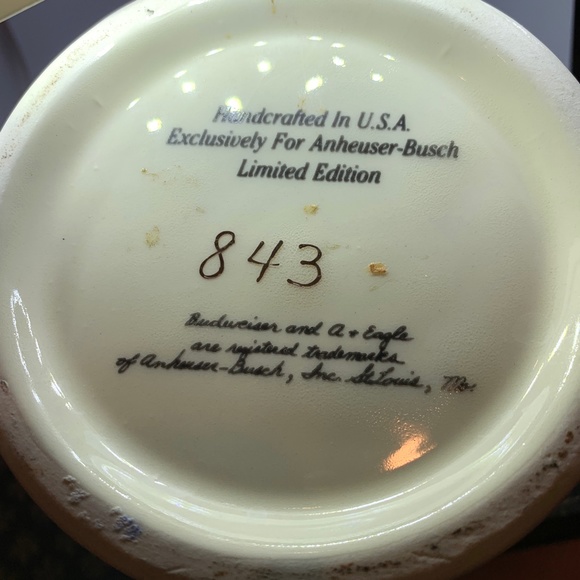 Handcrafted In U.S.A.
Exclusively For Anheuser-Busch
Limited Edition
843
Budweiser and A & Eagle
are registered trademarks
of Anheuser-Busch, Inc. St. Louis, Mo.